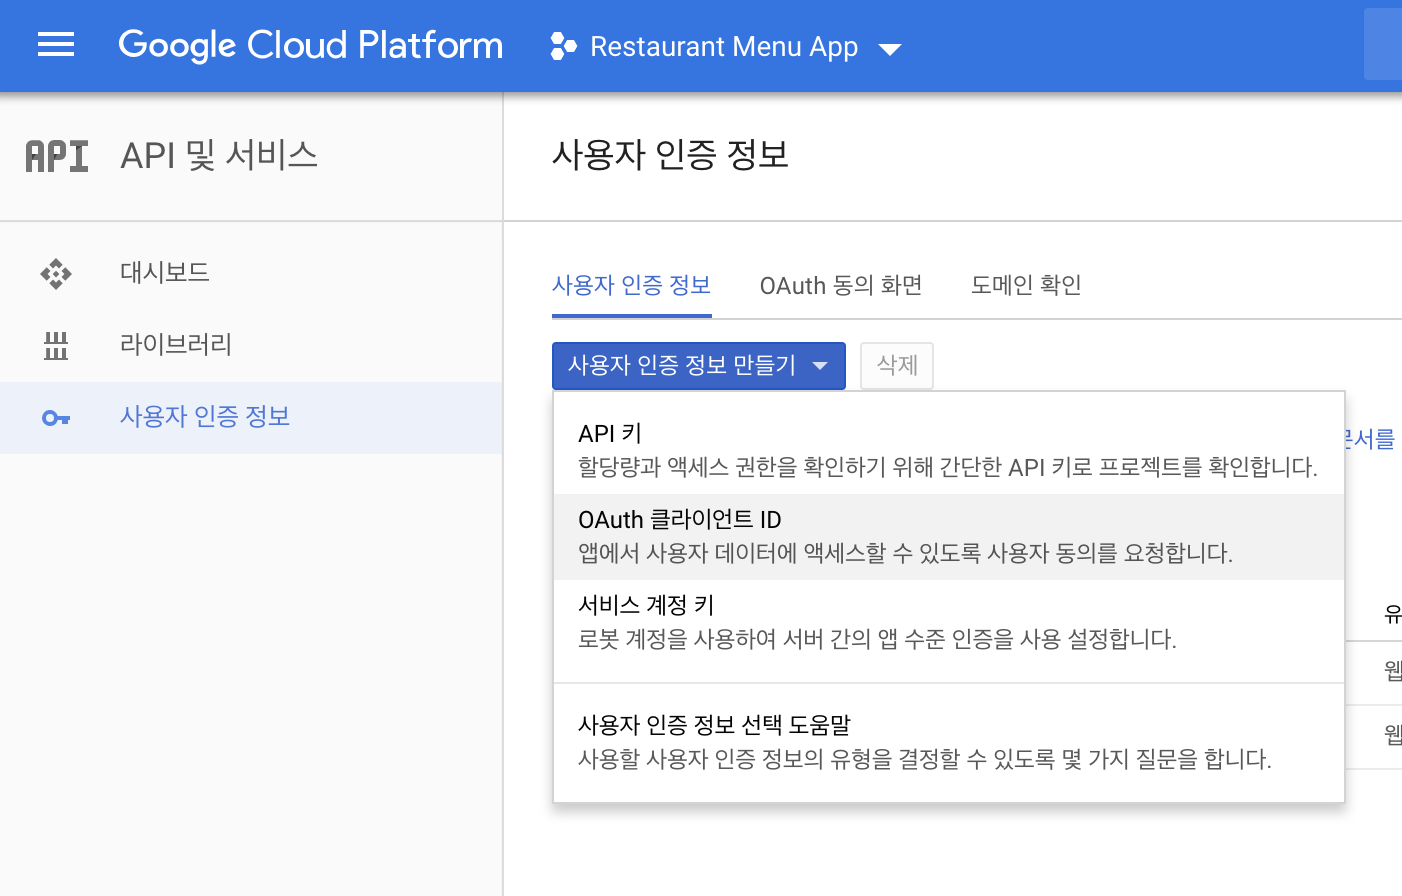 Google Cloud Platform
Restaurant Menu App
API API 및 서비스
사용자 인증 정보
대시보드
라이브러리
사용자 인증 정보
사용자 인증 정보 OAuth 동의 화면 도메인 확인
사용자 인증 정보 만들기 삭제
API 키
할당량과 액세스 권한을 확인하기 위해 간단한 API 키로 프로젝트를 확인합니다.
OAuth 클라이언트 ID
앱에서 사용자 데이터에 액세스할 수 있도록 사용자 동의를 요청합니다.
서비스 계정 키
로봇 계정을 사용하여 서버 간의 앱 수준 인증을 사용 설정합니다.
사용자 인증 정보 선택 도움말
사용할 사용자 인증 정보의 유형을 결정할 수 있도록 몇 가지 질문을 합니다.